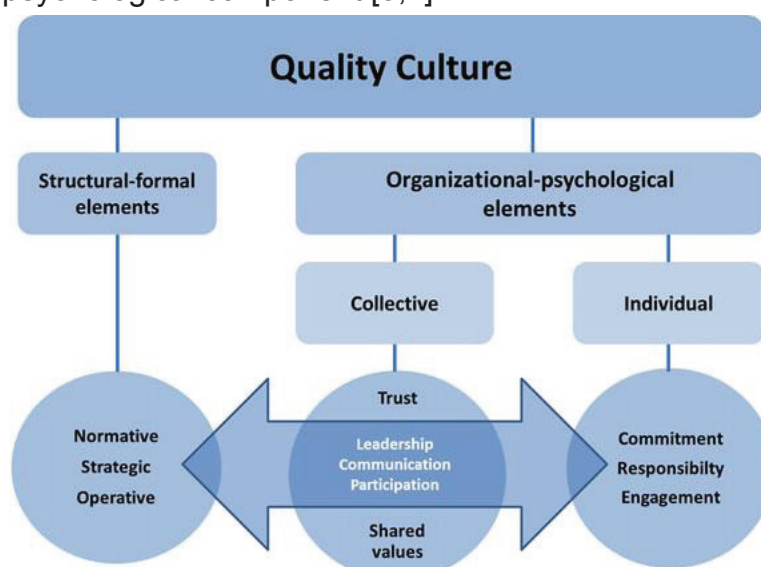 Quality Culture
Structural-formal
elements
Organizational-psychological
elements
Collective
Individual
Normative
Strategic
Operative
Trust
Leadership
Communication
Participation
Shared
values
Commitment
Responsibilty
Engagement